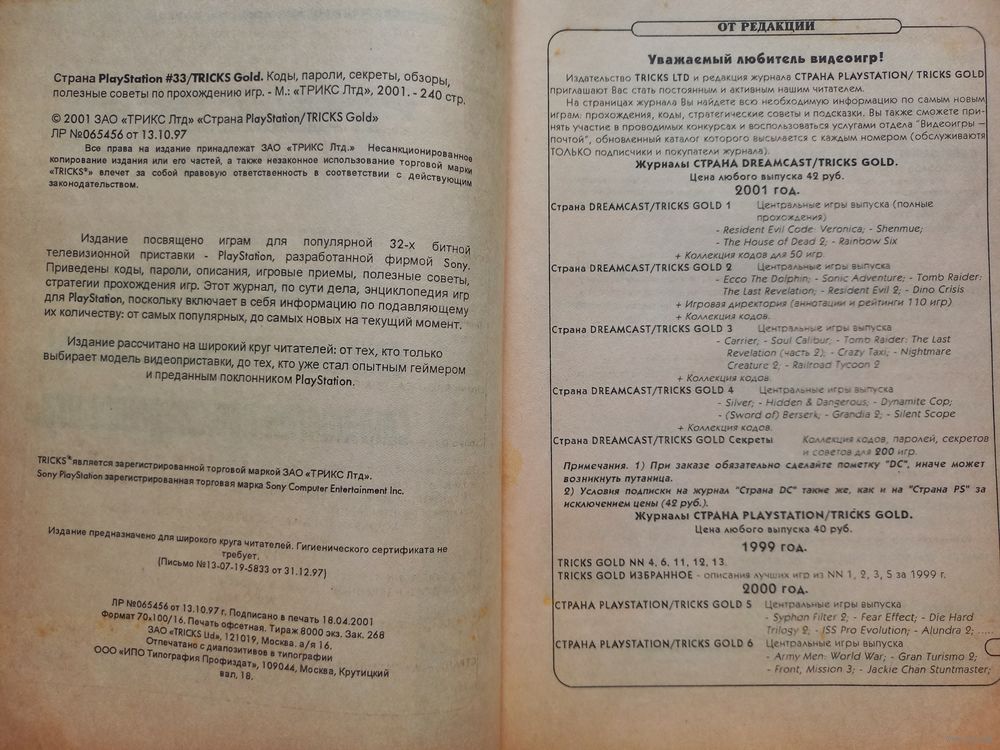 Страна PlayStation #33/TRICKS Gold. Коды, пароли, секреты, обзоры,
полезные советы по прохождению игр. - М.: «ТРИКС Лтд», 2001. - 240 стр.
© 2001 ЗАО «ТРИКС Лтд» «Страна PlayStation/TRICKS Gold»
ЛР №065456 от 13.10.97
Все права на издание принадлежат ЗАО «ТРИКС Лтд.» Несанкционированное
копирование издания или его частей, а также незаконное использование торговой марки
«TRICKS®» влечет за собой правовую ответственность в соответствии с действующим
законодательством.
Издание посвящено играм для популярной 32-х битной
телевизионной приставки - PlayStation, разработанной фирмой Sony.
Приведены коды, пароли, описания, игровые приемы, полезные советы,
стратегии прохождения игр. Этот журнал, по сути дела, энциклопедия игр
для PlayStation, поскольку включает в себя информацию по подавляющему
их количеству: от самых популярных, до самых новых на текущий момент.
Издание рассчитано на широкий круг читателей: от тех, кто только
выбирает модель видеоприставки, до тех, кто уже стал опытным геймером
и преданным поклонником PlayStation.
TRICKS® является зарегистрированной торговой маркой ЗАО «ТРИКС Лтд».
Sony PlayStation зарегистрированная торговая марка Sony Computer Entertainment Inc.
Издание предназначено для широкого круга читателей. Гигиенического сертификата не
требует.
(Письмо №13-07-19-5833 от 31.12.97)
ЛР №065456 от 13.10.97 г. Подписано в печать 18.04.2001
Формат 70х100/16. Печать офсетная. Тираж 8000 экз. Зак. 268
ЗАО «TRICKS Ltd», 121019, Москва. а/я 16.
Отпечатано с диапозитивов в типографии
ООО «ИПО Типография Профиздат», 109044, Москва, Крутицкий
вал, 18.
ОТ РЕДАКЦИИ
Уважаемый любитель видеоигр!
Издательство TRICKS LTD и редакция журнала СТРАНА PLAYSTATION/ TRICKS GOLD
приглашают Вас стать постоянным и активным нашим читателем.
На страницах журнала Вы найдете всю необходимую информацию по самым новым
играм: прохождения, коды, стратегические советы и подсказки. Вы также сможете при-
нять участие в проводимых конкурсах и воспользоваться услугами отдела "Видеоигры —
почтой", обновленный каталог которого высылается с каждым номером (обслуживаются
ТОЛЬКО подписчики и покупатели журнала).
Журналы СТРАНА DREAMCAST/TRICKS GOLD.
Цена любого выпуска 42 руб.
2001 год.
Страна DREAMCAST/TRICKS GOLD 1 Центральные игры выпуска (полные
прохождения)
- Resident Evil Code: Veronica; - Shenmue;
- The House of Dead 2; - Rainbow Six
+ Коллекция кодов для 50 игр.
Страна DREAMCAST/TRICKS GOLD 2 Центральные игры выпуска
- Ecco The Dolphin; - Sonic Adventure; - Tomb Raider:
The Last Revelation; - Resident Evil 2; - Dino Crisis
+ Игровая директория (аннотации и рейтинги 110 игр)
+ Коллекция кодов.
Страна DREAMCAST/TRICKS GOLD 3 Центральные игры выпуска
- Carrier; - Soul Calibur; - Tomb Raider: The Last
Revelation (часть 2); - Crazy Taxi; - Nightmare
Creature 2; - Railroad Tycoon 2
+ Коллекция кодов.
Страна DREAMCAST/TRICKS GOLD 4 Центральные игры выпуска
- Silver; - Hidden & Dangerous; - Dynamite Cop;
- (Sword of) Berserk; - Grandia 2; - Silent Scope
+ Коллекция кодов.
Страна DREAMCAST/TRICKS GOLD Секреты Коллекция кодов, паролей, секретов
и советов для 200 игр.
Примечания. 1) При заказе обязательно сделайте пометку "DC", иначе может
возникнуть путаница.
2) Условия подписки на журнал "Страна DC" такие же, как и на "Страна PS" за
исключением цены (42 руб.).
Журналы СТРАНА PLAYSTATION/TRICKS GOLD.
Цена любого выпуска 40 руб.
1999 год.
TRICKS GOLD NN 4, 6, 11, 12, 13.
TRICKS GOLD ИЗБРАННОЕ - описания лучших игр из NN 1, 2, 3, 5 за 1999 г.
2000 год.
СТРАНА PLAYSTATION/TRICKS GOLD 5 Центральные игры выпуска
- Syphon Filter 2; - Fear Effect; - Die Hard
Trilogy 2; - ISS Pro Evolution; - Alundra 2; .....
СТРАНА PLAYSTATION/TRICKS GOLD 6 Центральные игры выпуска
- Army Men: World War; - Gran Turismo 2;
- Front, Mission 3; - Jackie Chan Stuntmaster;